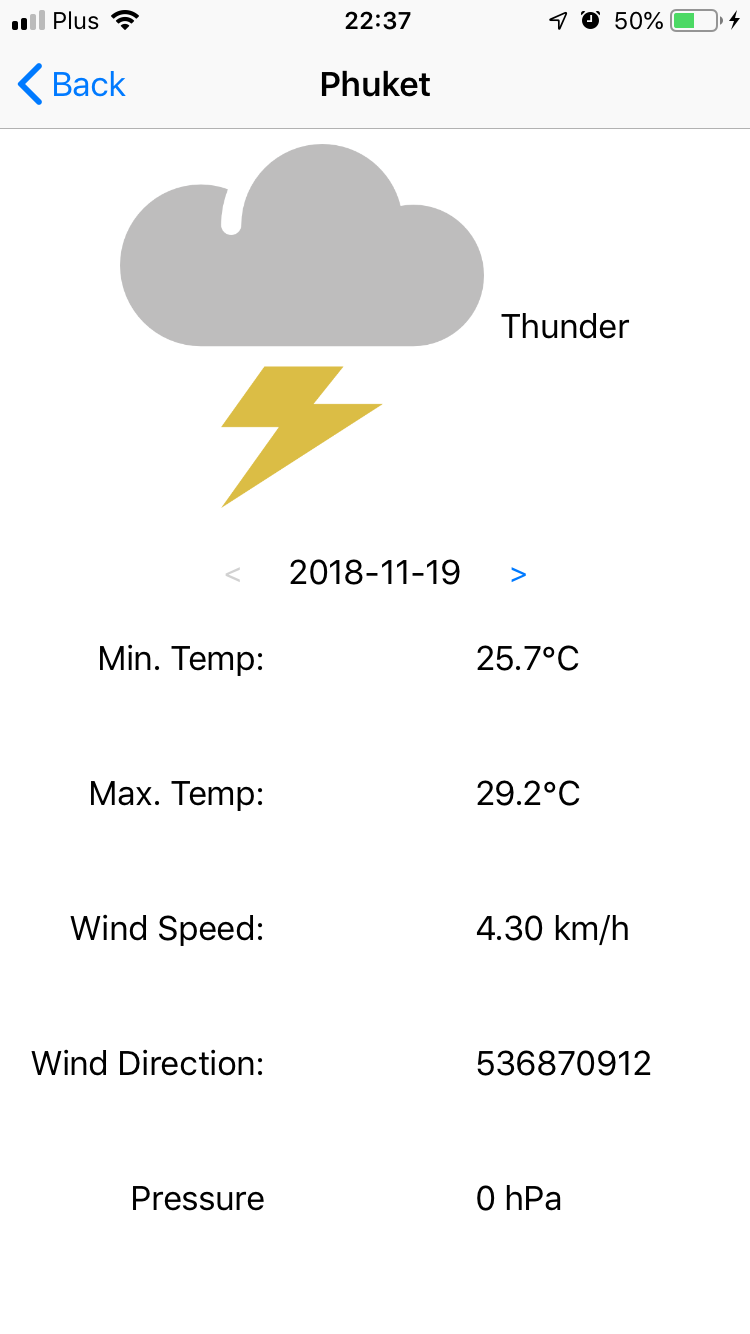 Plus 22:37 50%
Back Phuket
Thunder
< 2018-11-19 >
Min. Temp: 25.7°C
Max. Temp: 29.2°C
Wind Speed: 4.30 km/h
Wind Direction: 536870912
Pressure 0 hPa